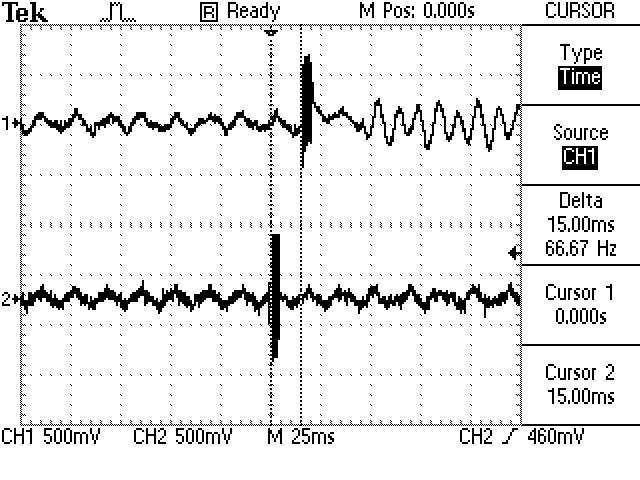 Tek R Ready M Pos: 0.000s CURSOR
Type
Time
1
Source
CH1
Delta
15.00ms
66.67 Hz
2
Cursor 1
0.000s
Cursor 2
15.00ms
CH1 500mV CH2 500mV M 25ms CH2 460mV